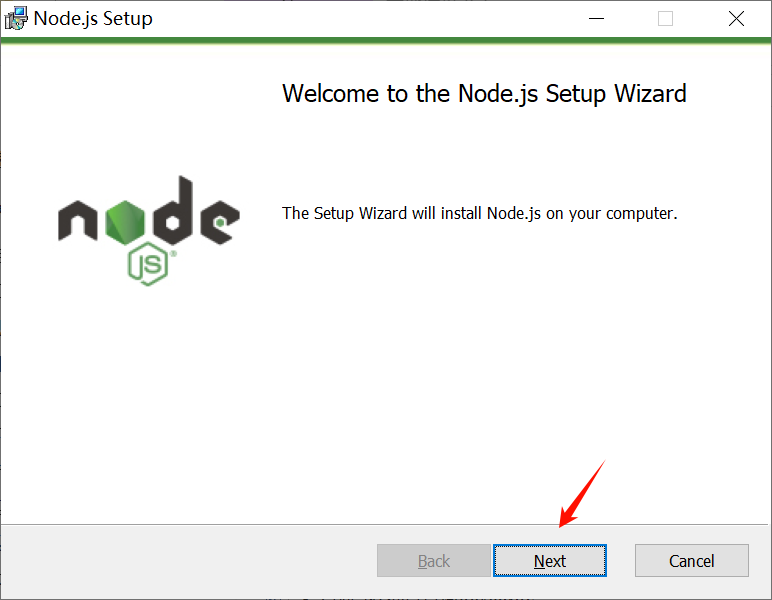 Node.js Setup
Welcome to the Node.js Setup Wizard
node
JS®
The Setup Wizard will install Node.js on your computer.
Back
Next
Cancel